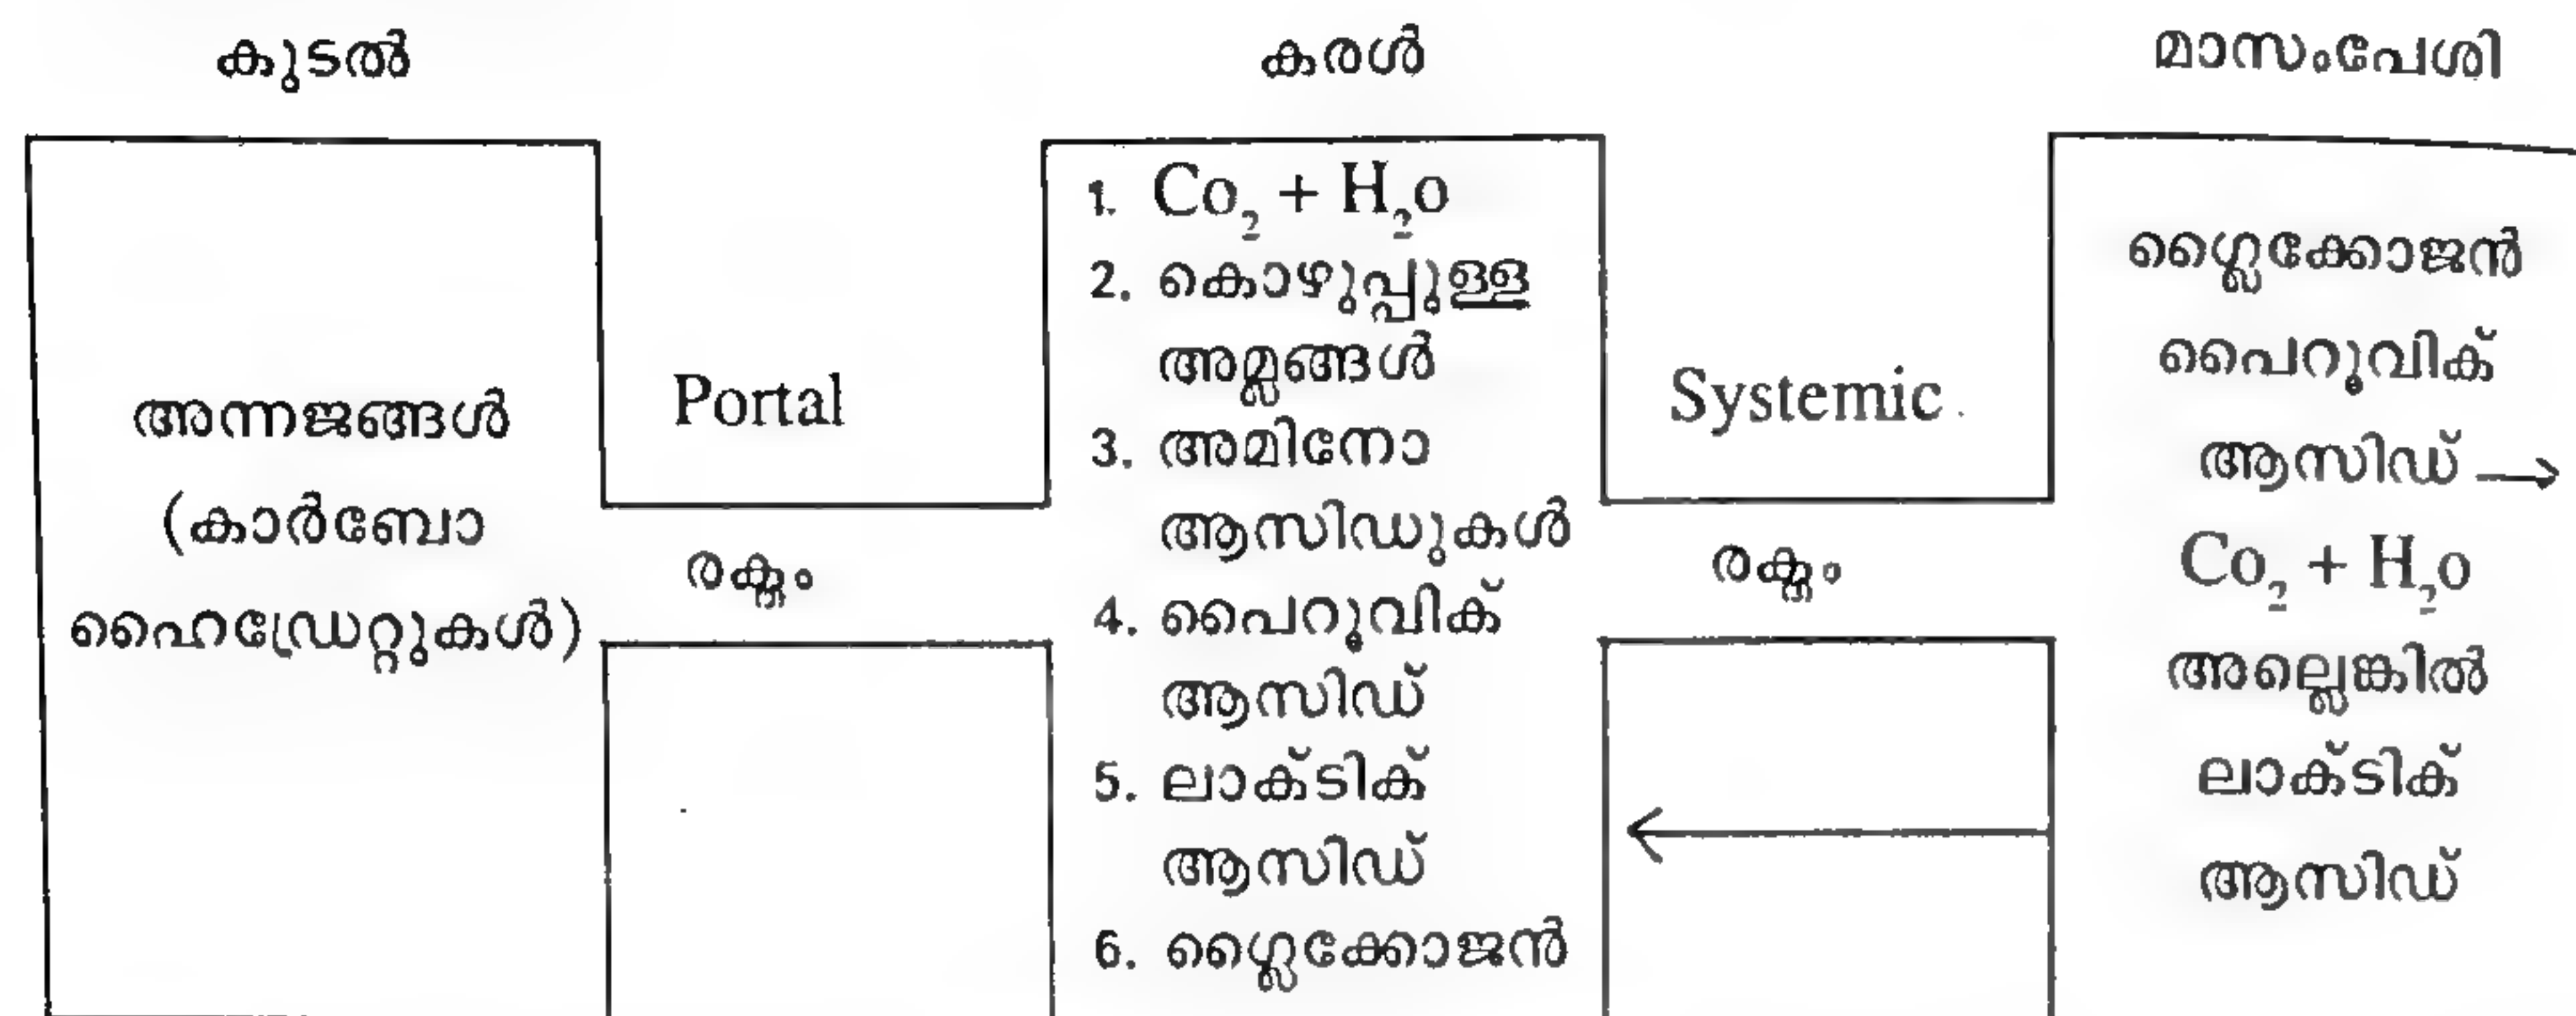 കുടൽ
കരൾ
മാസംപേശി
അന്നജങ്ങൾ
(കാർബോ
ഹൈഡ്രേറ്റുകൾ)
Portal
രക്തം
1. Co₂ + H₂o
2. കൊഴുപ്പുള്ള
അമ്ലങ്ങൾ
3. അമിനോ
ആസിഡുകൾ
4. പൈറൂവിക്
ആസിഡ്
5. ലാക്ടിക്
ആസിഡ്
6. ഗ്ലൈക്കോജൻ
Systemic
രക്തം
ഗ്ലൈക്കോജൻ
പൈറൂവിക്
ആസിഡ് →
Co₂ + H₂o
അല്ലെങ്കിൽ
ലാക്ടിക്
ആസിഡ്